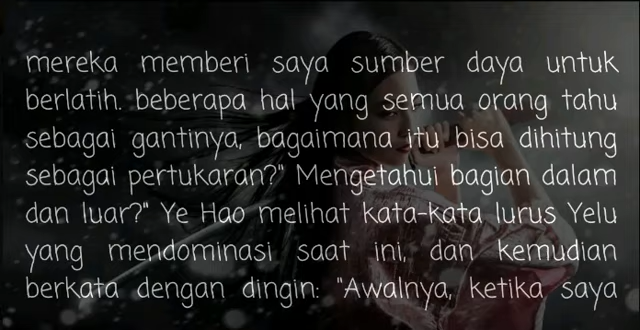 mereka memberi saya sumber daya untuk
berlatih. beberapa hal yang semua orang tahu
sebagai gantinya, bagaimana itu bisa dihitung
sebagai pertukaran?" Mengetahui bagian dalam
dan luar?" Ye Hao melihat kata-kata lurus Yelu
yang mendominasi saat ini, dan kemudian
berkata dengan dingin: "Awalnya, ketika saya